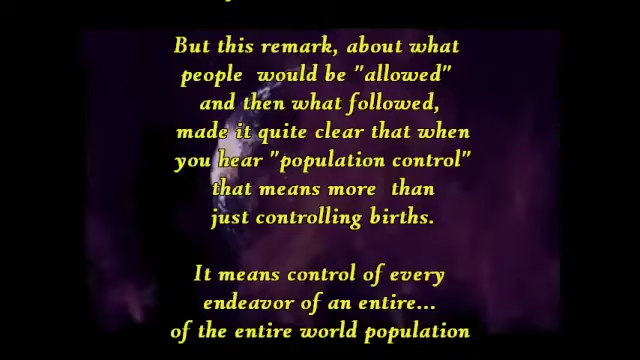 But this remark, about what
people would be "allowed"
and then what followed,
made it quite clear that when
you hear "population control"
that means more than
just controlling births.
It means control of every
endeavor of an entire...
of the entire world population